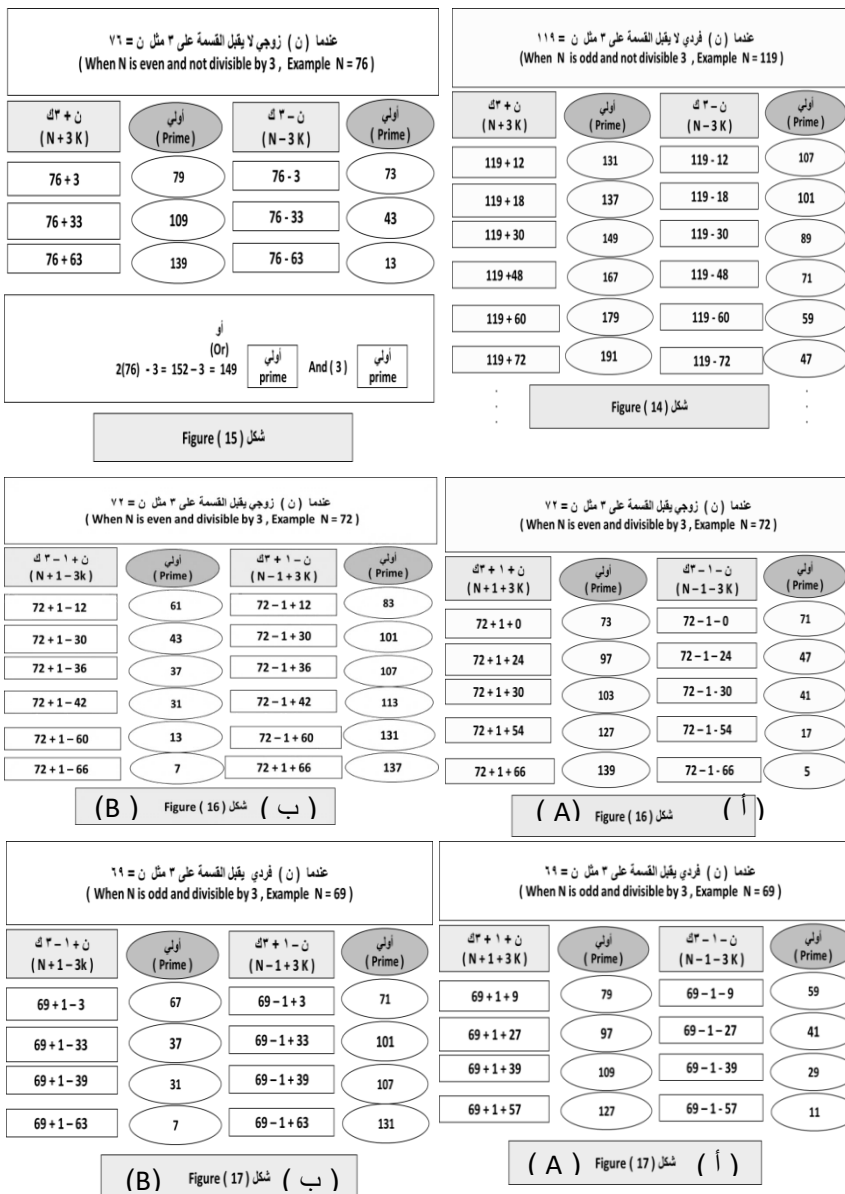 عندما ( ن ) زوجي لا يقبل القسمة على ٣ مثل ن = ٧٦
( When N is even and not divisible by 3 , Example N = 76 )
ن + ٣ك أولي ن – ٣ ك أولي
( N + 3 K ) ( Prime ) ( N – 3 K ) ( Prime )
76 + 3 79 76 - 3 73
76 + 33 109 76 - 33 43
76 + 63 139 76 - 63 13
أو
(Or)
2(76) - 3 = 152 – 3 = 149 أولي prime And ( 3 ) أولي prime
شكل ( 15 ) Figure
عندما ( ن ) فردي لا يقبل القسمة على ٣ مثل ن = ١١٩
(When N is odd and not divisible 3 , Example N = 119 )
ن + ٣ك أولي ن – ٣ ك أولي
( N + 3 K ) ( Prime ) ( N – 3 K ) ( Prime )
119 + 12 131 119 - 12 107
119 + 18 137 119 - 18 101
119 + 30 149 119 - 30 89
119 +48 167 119 - 48 71
119 + 60 179 119 - 60 59
119 + 72 191 119 - 72 47
شكل ( 14 ) Figure
عندما ( ن ) زوجي يقبل القسمة على ٣ مثل ن = ٧٢
( When N is even and divisible by 3 , Example N = 72 )
ن + ١ – ٣ ك أولي ن – ١ + ٣ك أولي
( N + 1 – 3k ) ( Prime ) ( N – 1 + 3 K ) ( Prime )
72 + 1 – 12 61 72 – 1 + 12 83
72 + 1 – 30 43 72 – 1 + 30 101
72 + 1 – 36 37 72 – 1 + 36 107
72 + 1 – 42 31 72 – 1 + 42 113
72 + 1 – 60 13 72 – 1 + 60 131
72 + 1 – 66 7 72 + 1 + 66 137
(B) شكل ( 16 ) Figure ( ب )
عندما ( ن ) زوجي يقبل القسمة على ٣ مثل ن = ٧٢
( When N is even and divisible by 3 , Example N = 72 )
ن + ١ + ٣ك أولي ن – ١ – ٣ك أولي
( N + 1 + 3 K ) ( Prime ) ( N – 1 – 3 K ) ( Prime )
72 + 1 + 0 73 72 – 1 – 0 71
72 + 1 + 24 97 72 – 1 – 24 47
72 + 1 + 30 103 72 – 1 - 30 41
72 + 1 + 54 127 72 – 1 - 54 17
72 + 1 + 66 139 72 – 1 - 66 5
( A ) شكل ( 16 ) Figure ( أ )
عندما ( ن ) فردي يقبل القسمة على ٣ مثل ن = ٦٩
( When N is odd and divisible by 3 , Example N = 69 )
ن + ١ – ٣ ك أولي ن – ١ + ٣ك أولي
( N + 1 – 3k ) ( Prime ) ( N – 1 + 3 K ) ( Prime )
69 + 1 – 3 67 69 – 1 + 3 71
69 + 1 – 33 37 69 – 1 + 33 101
69 + 1 – 39 31 69 – 1 + 39 107
69 + 1 – 63 7 69 – 1 + 63 131
(B) شكل ( 17 ) Figure ( ب )
عندما ( ن ) فردي يقبل القسمة على ٣ مثل ن = ٦٩
( When N is odd and divisible by 3 , Example N = 69 )
ن + ١ + ٣ك أولي ن – ١ – ٣ك أولي
( N + 1 + 3 K ) ( Prime ) ( N – 1 – 3 K ) ( Prime )
69 + 1 + 9 79 69 – 1 – 9 59
69 + 1 + 27 97 69 – 1 – 27 41
69 + 1 + 39 109 69 – 1 - 39 29
69 + 1 + 57 127 69 – 1 - 57 11
( A ) شكل ( 17 ) Figure ( أ )